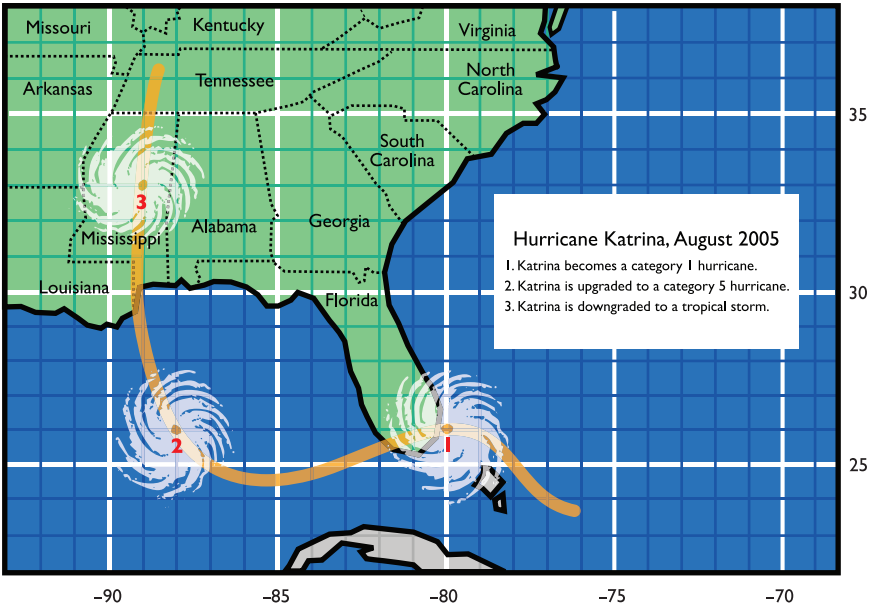 Missouri
Kentucky
Virginia
Arkansas
Tennessee
North
Carolina
35
South
Carolina
3
Mississippi
Alabama
Georgia
Hurricane Katrina, August 2005
1. Katrina becomes a category 1 hurricane.
2. Katrina is upgraded to a category 5 hurricane.
3. Katrina is downgraded to a tropical storm.
Louisiana
Florida
30
2
1
25
–90
–85
–80
–75
–70